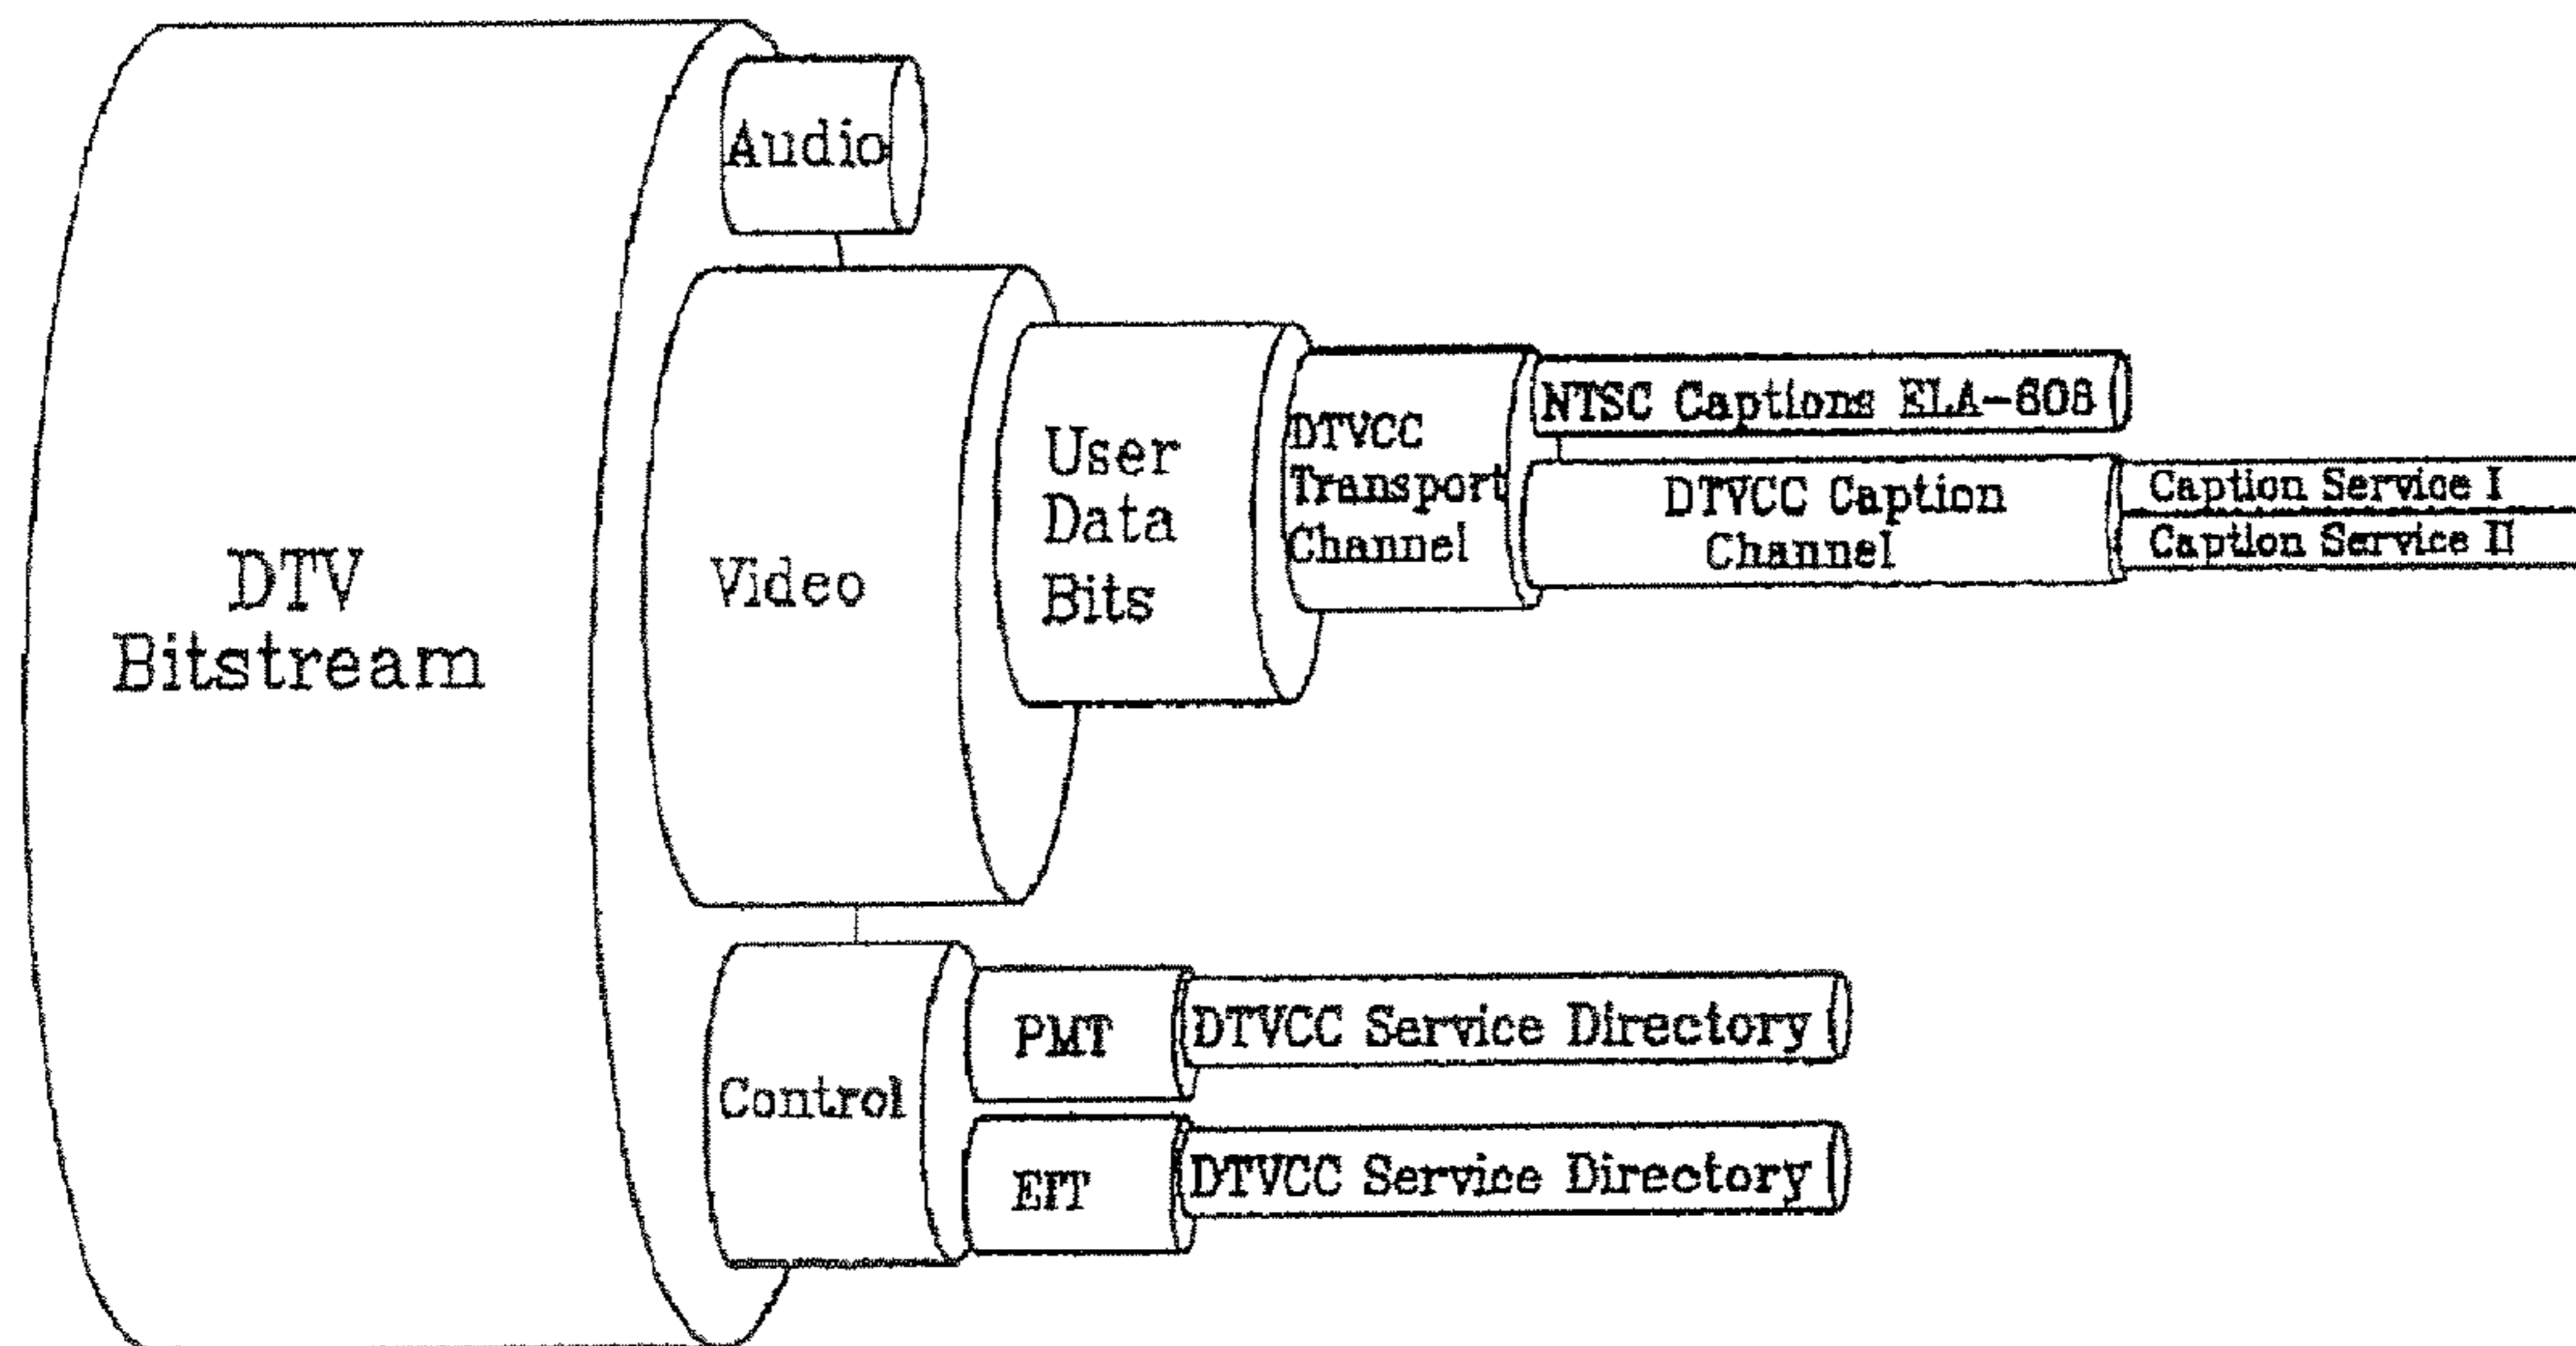 Audio
DTV
Bitstream
Video
User
Data
Bits
DTVCC
Transport
Channel
NTSC Captions ELA-608
DTVCC Caption
Channel
Caption Service I
Caption Service II
Control
PMT
DTVCC Service Directory
EIT
DTVCC Service Directory